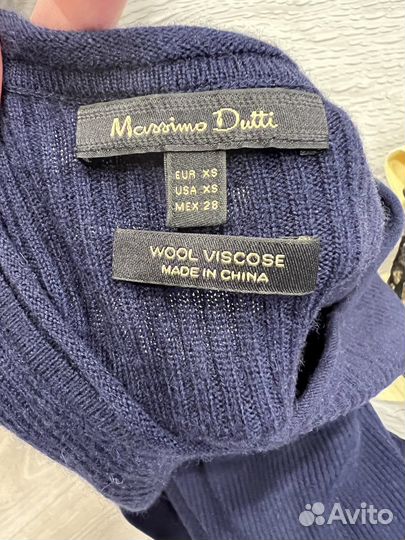 Massimo Dutti
EUR XS
USA XS
MEX 28
WOOL VISCOSE
MADE IN CHINA
Avito